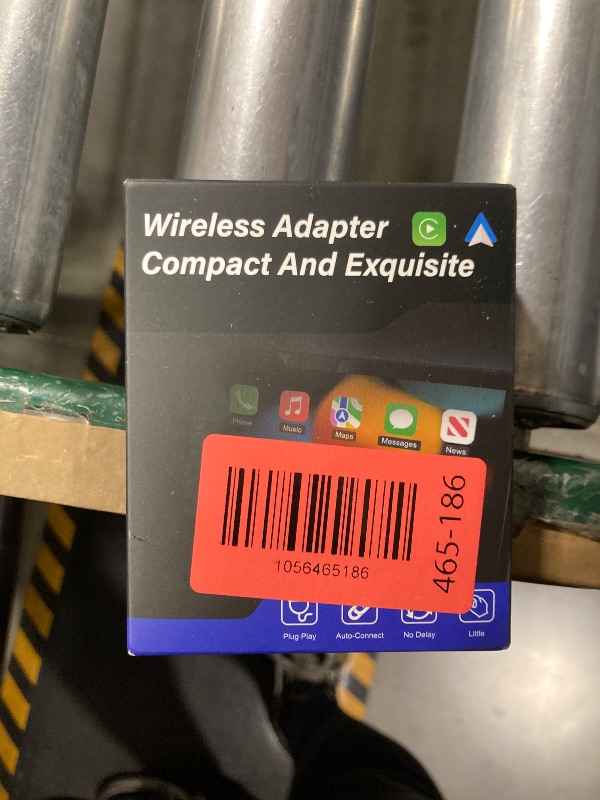 Wireless Adapter
Compact And Exquisite
Phone
Music
Maps
Messages
News
1056465186
465-186
Plug Play
Auto-Connect
No Delay
Little